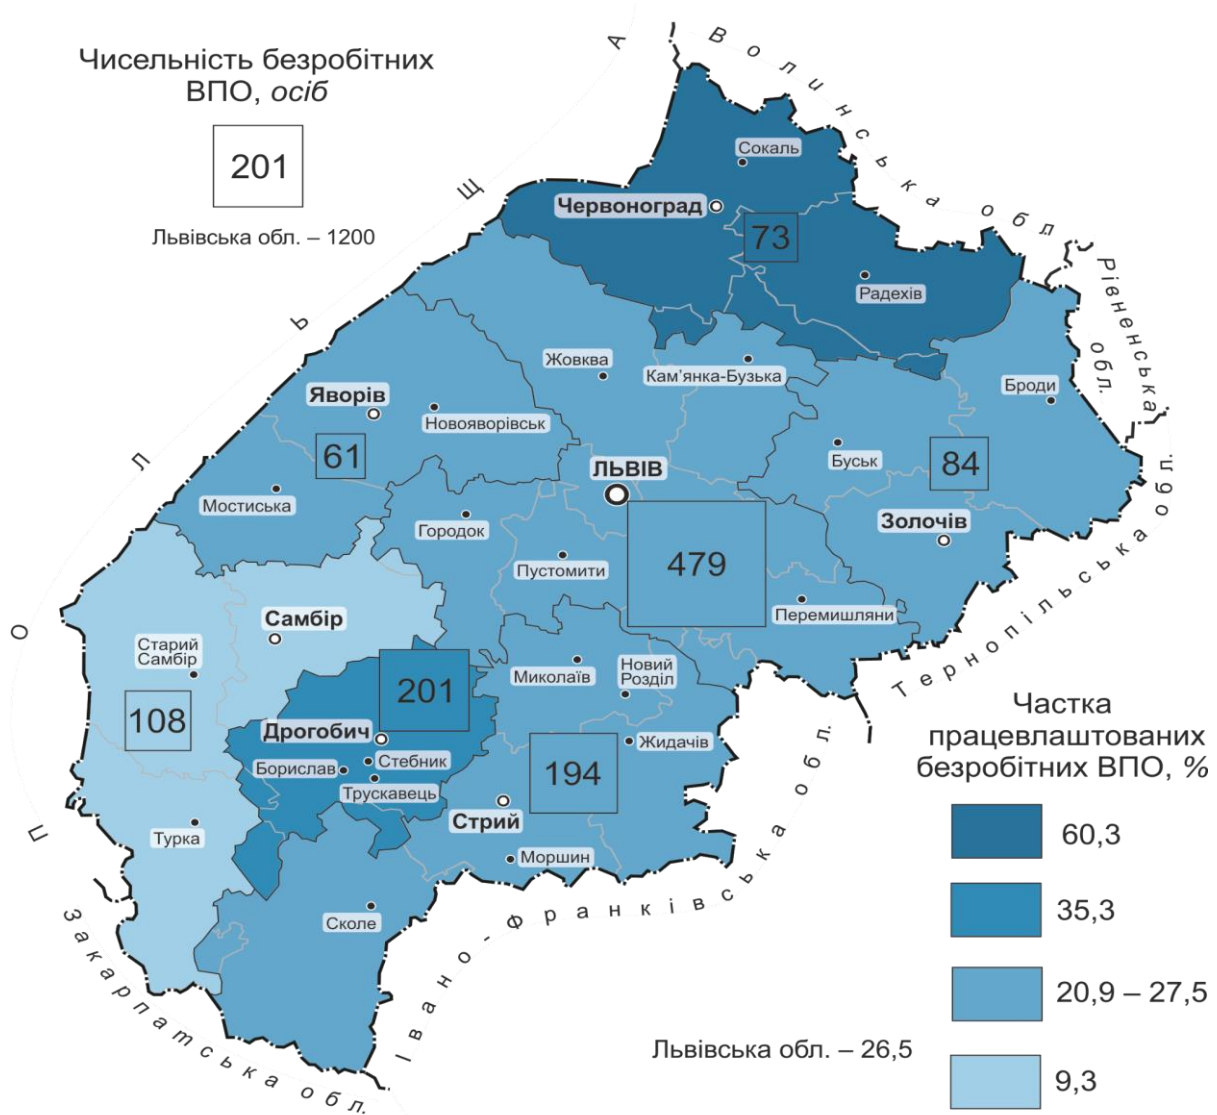 Чисельність безробітних
ВПО, осіб
201
Львівська обл. – 1200
ПОЛЬЩА
Волинська обл.
Рівненська
обл.
Тернопільська обл.
Івано-Франківська обл.
Закарпатська обл.
Сокаль
Червоноград
73
Радехів
Жовква
Кам'янка-Бузька
Броди
Яворів
Новояворівськ
61
Мостиська
Буськ
84
Золочів
ЛЬВІВ
Городок
Пустомити
479
Перемишляни
Самбір
Старий
Самбір
108
Турка
201
Дрогобич
Стебник
Борислав
Трускавець
Миколаїв
Новий
Розділ
Жидачів
194
Стрий
Моршин
Сколе
Частка
працевлаштованих
безробітних ВПО, %
60,3
35,3
20,9 – 27,5
Львівська обл. – 26,5
9,3